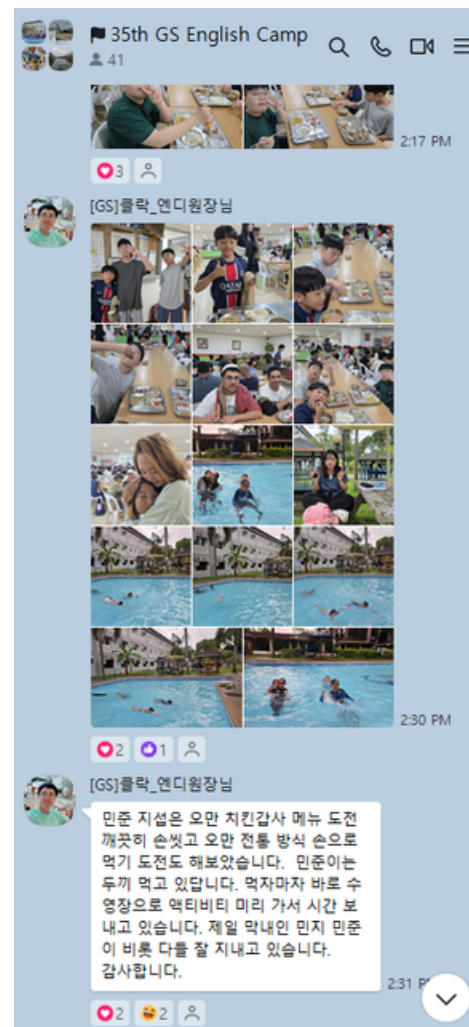 35th GS English Camp
41
2:17 PM
3
[GS]클락_엔디원장님
2:30 PM
2 1
[GS]클락_엔디원장님
민준 지섭은 오만 치킨캅사 메뉴 도전
깨끗히 손씻고 오만 전통 방식 손으로
먹기 도전도 해보았습니다. 민준이는
두끼 먹고 있답니다. 먹자마자 바로 수
영장으로 액티비티 미리 가서 시간 보
내고 있습니다. 제일 막내인 민지 민준
이 비롯 다들 잘 지내고 있습니다.
감사합니다.
2:31
2 2